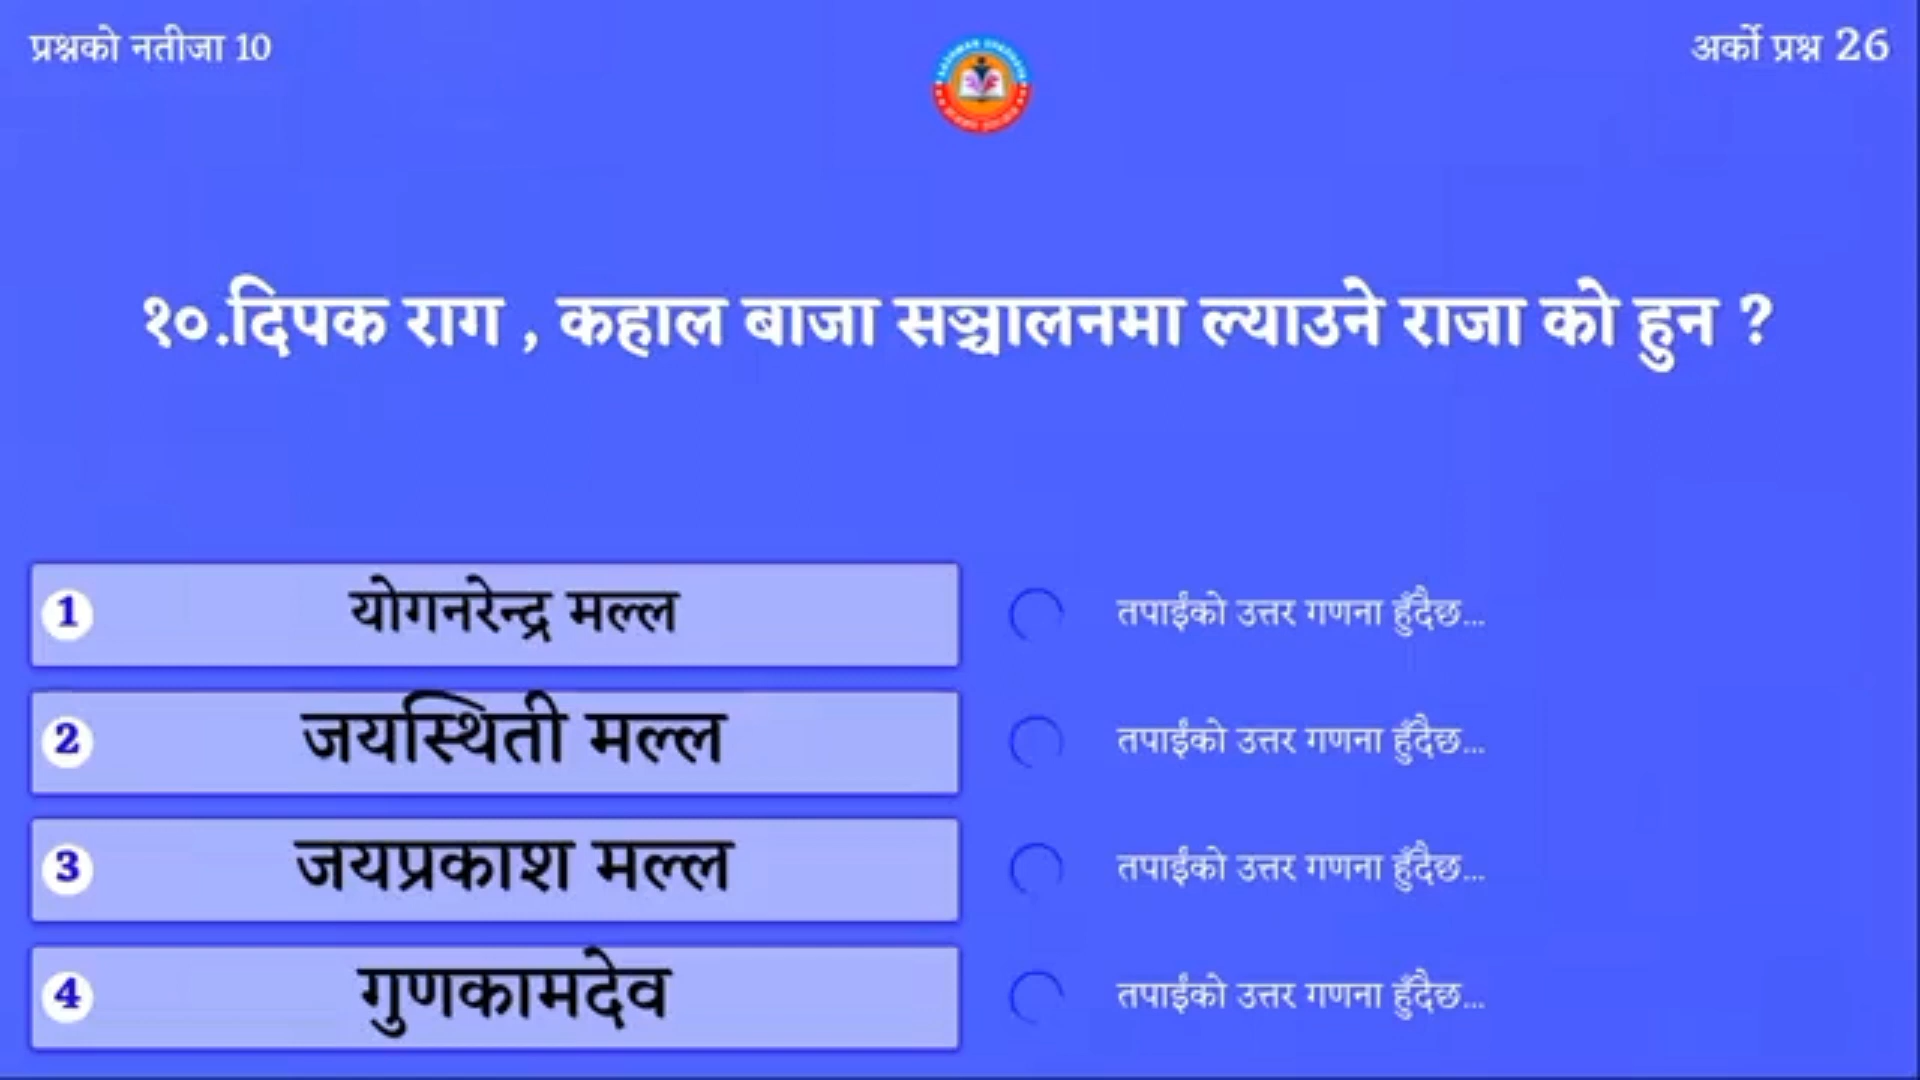 प्रश्नको नतीजा 10
अर्को प्रश्न 26
१०.दिपक राग , कहाल बाजा सञ्चालनमा ल्याउने राजा को हुन ?
1 योगनरेन्द्र मल्ल
तपाईंको उत्तर गणना हुँदैछ...
2 जयस्थिती मल्ल
तपाईंको उत्तर गणना हुँदैछ...
3 जयप्रकाश मल्ल
तपाईंको उत्तर गणना हुँदैछ...
4 गुणकामदेव
तपाईंको उत्तर गणना हुँदैछ...